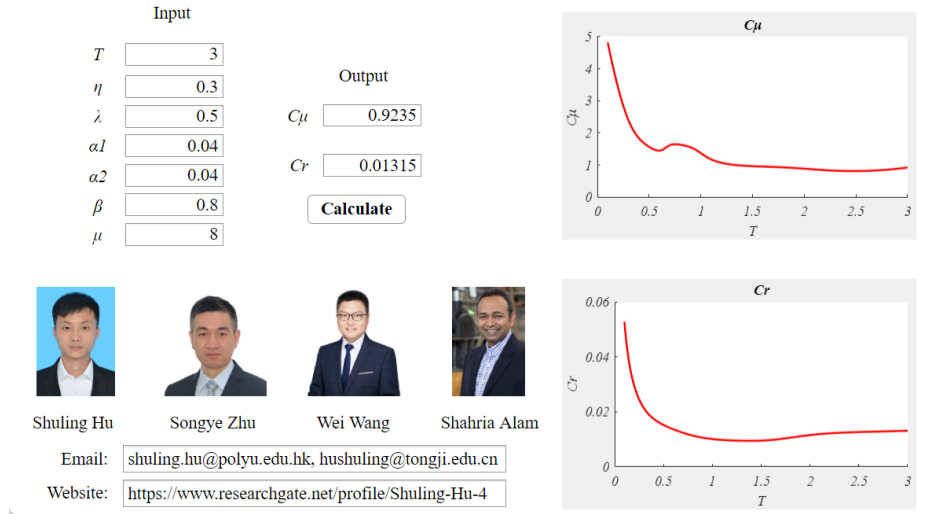 Input
T 3
η 0.3
λ 0.5
α1 0.04
α2 0.04
β 0.8
μ 8
Output
Cμ 0.9235
Cr 0.01315
Calculate
Cμ
5
4
3
2
1
0
Cμ
0 0.5 1 1.5 2 2.5 3
T
Cr
0.06
0.04
0.02
0
Cr
0 0.5 1 1.5 2 2.5 3
T
Shuling Hu Songye Zhu Wei Wang Shahria Alam
Email: shuling.hu@polyu.edu.hk, hushuling@tongji.edu.cn
Website: https://www.researchgate.net/profile/Shuling-Hu-4